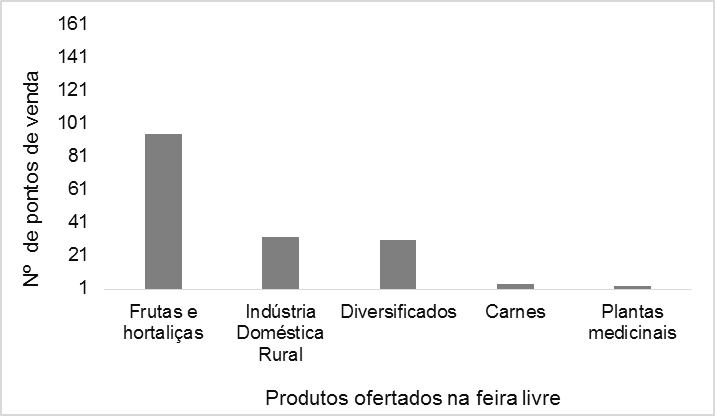 Nº de pontos de venda
161
141
121
101
81
61
41
21
1
Frutas e
hortaliças
Indústria
Doméstica
Rural
Diversificados
Carnes
Plantas
medicinais
Produtos ofertados na feira livre